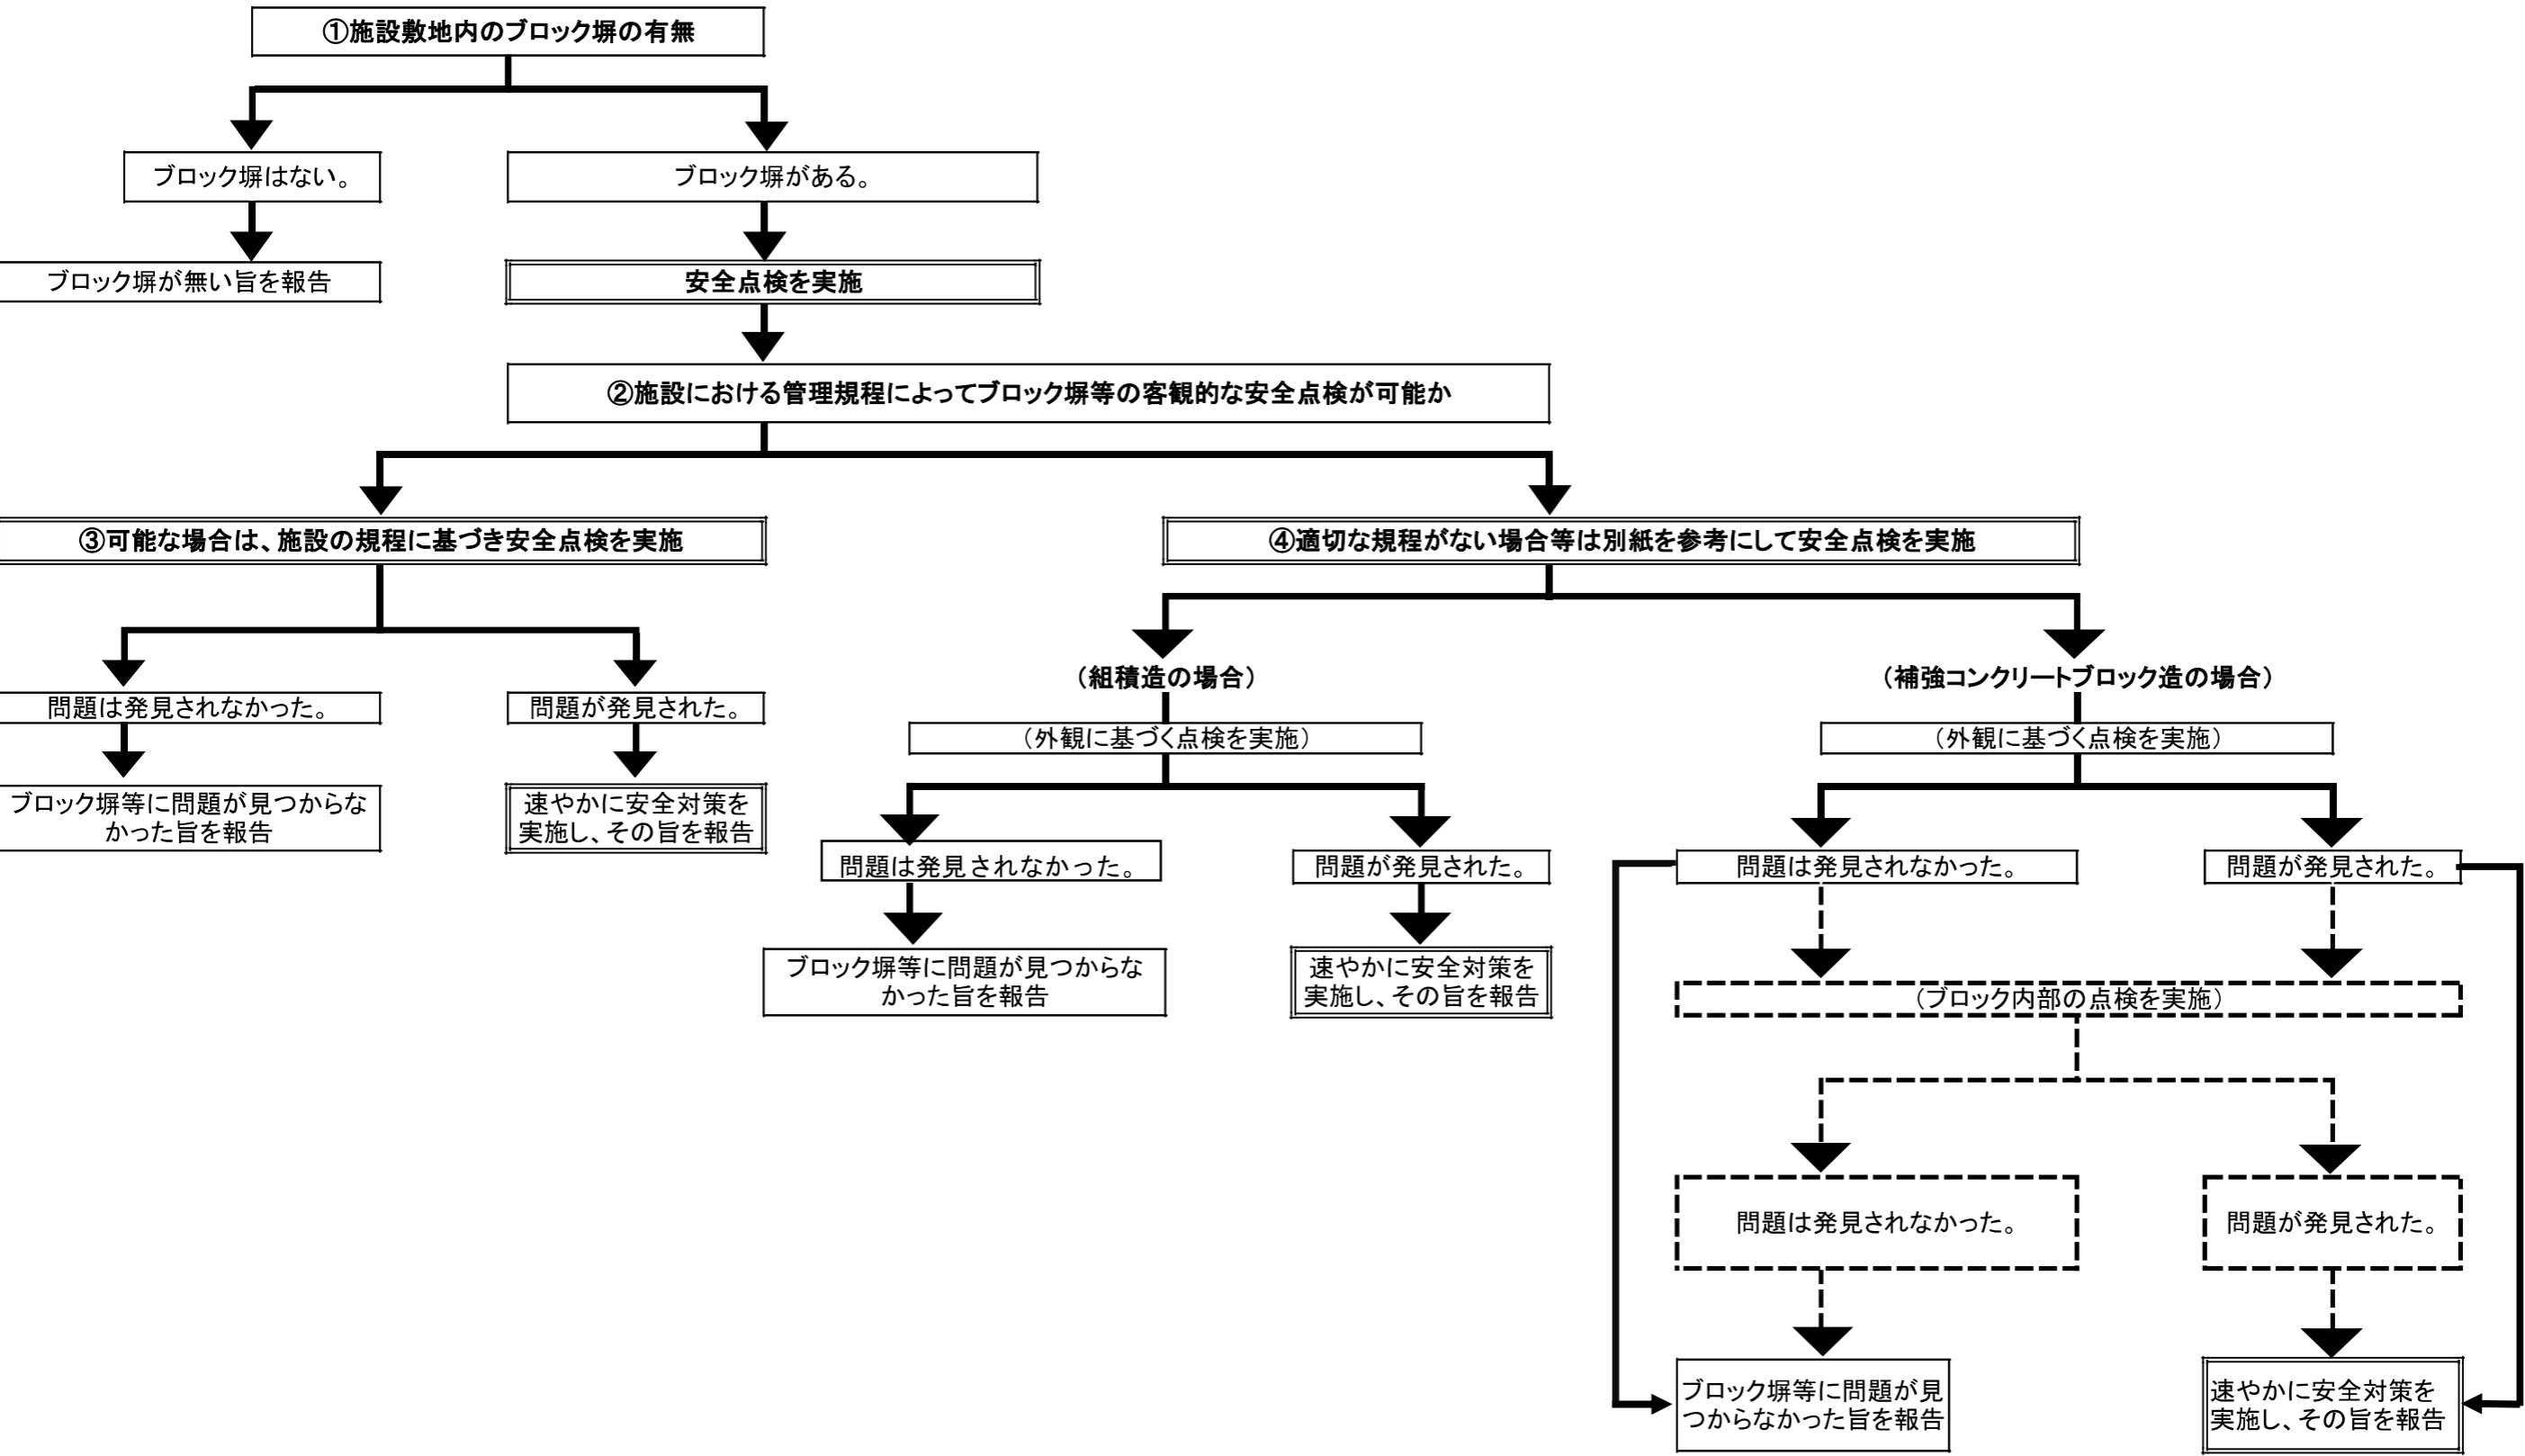 ①施設敷地内のブロック塀の有無
ブロック塀はない。
ブロック塀がある。
ブロック塀が無い旨を報告
安全点検を実施
②施設における管理規程によってブロック塀等の客観的な安全点検が可能か
③可能な場合は、施設の規程に基づき安全点検を実施
④適切な規程がない場合等は別紙を参考にして安全点検を実施
（組積造の場合）
（補強コンクリートブロック造の場合）
問題は発見されなかった。
問題が発見された。
（外観に基づく点検を実施）
（外観に基づく点検を実施）
ブロック塀等に問題が見つからな
かった旨を報告
速やかに安全対策を
実施し、その旨を報告
問題は発見されなかった。
問題が発見された。
問題は発見されなかった。
問題が発見された。
ブロック塀等に問題が見つからな
かった旨を報告
速やかに安全対策を
実施し、その旨を報告
（ブロック内部の点検を実施）
問題は発見されなかった。
問題が発見された。
ブロック塀等に問題が見
つからなかった旨を報告
速やかに安全対策を
実施し、その旨を報告